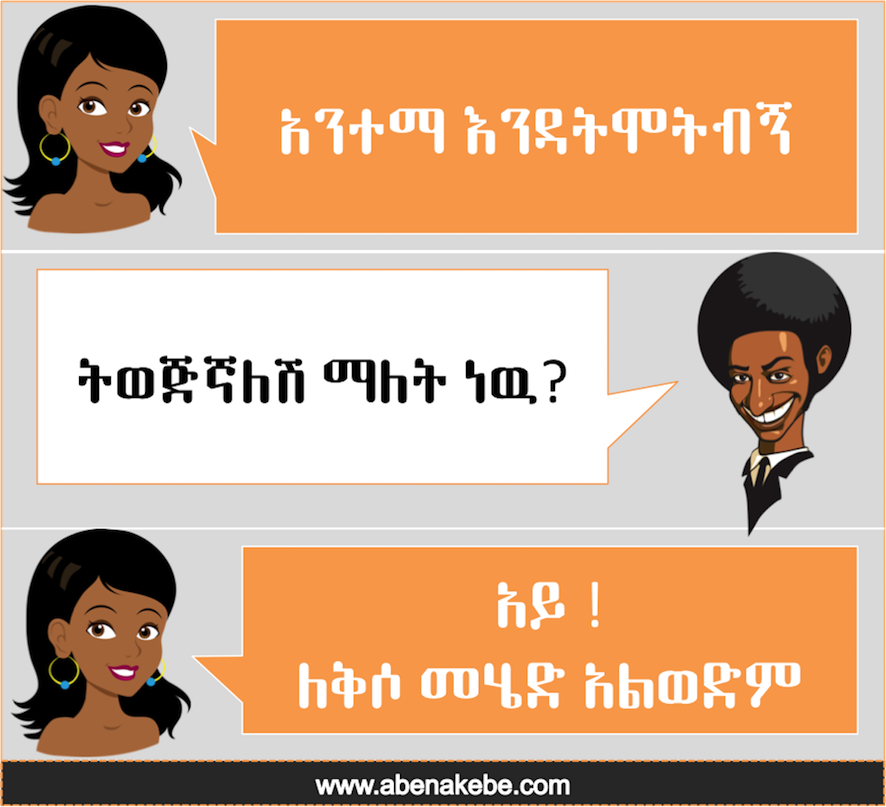 አንተማ እንዳትሞትብኝ
ትወጅኛለሽ ማለት ነዉ?
አይ !
ለቅሶ መሄድ አልወድም
www.abenakebe.com